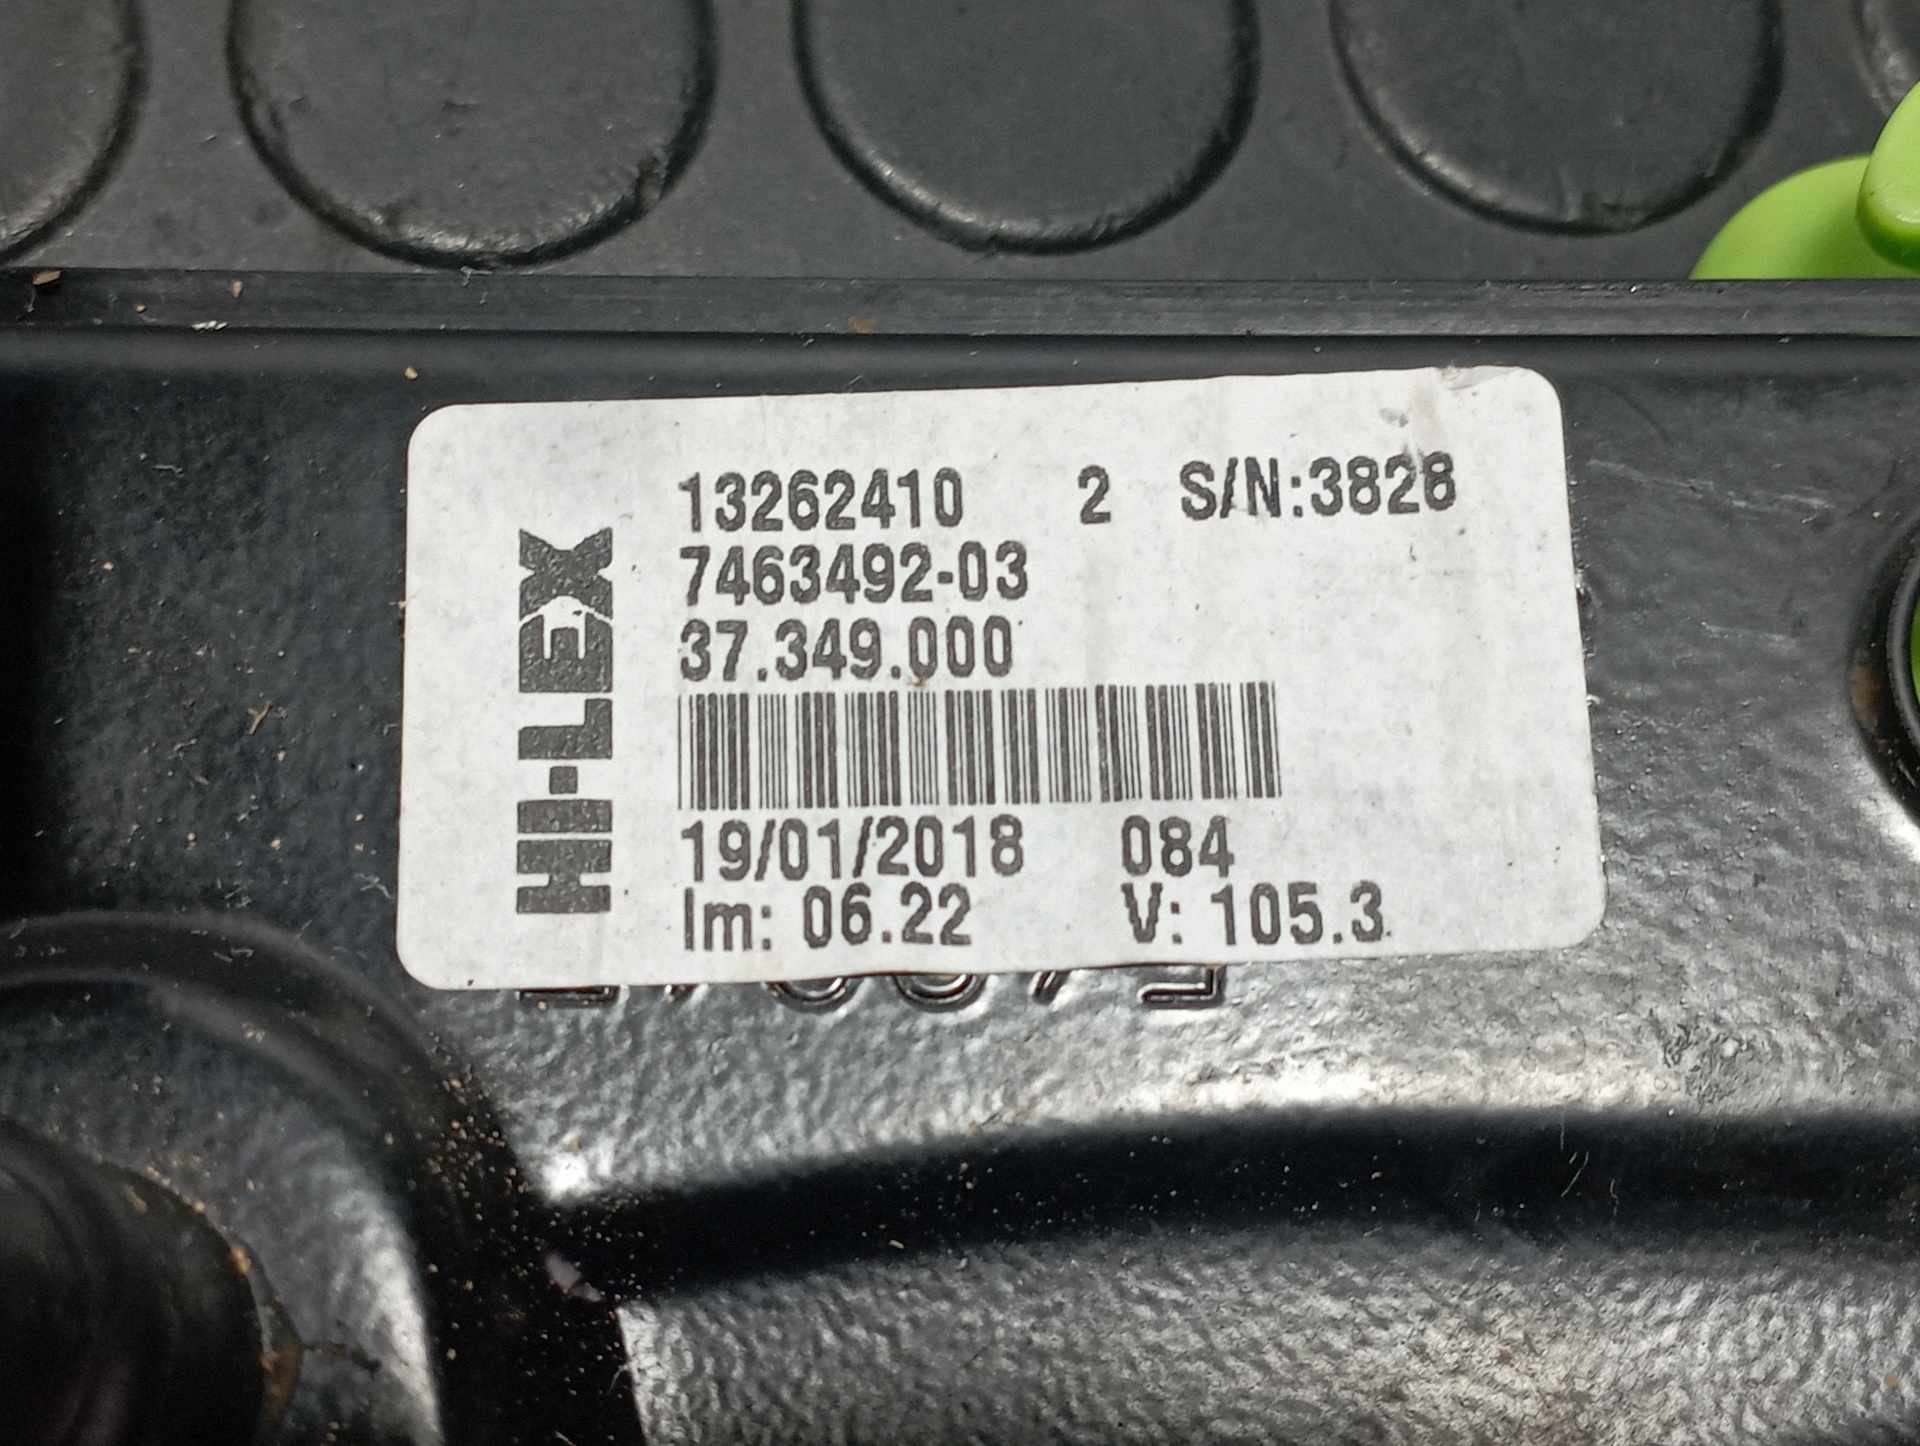 HI-LEX
13262410 2 S/N:3828
7463492-03
37.349.000
19/01/2018 084
Im: 06.22 V: 105.3